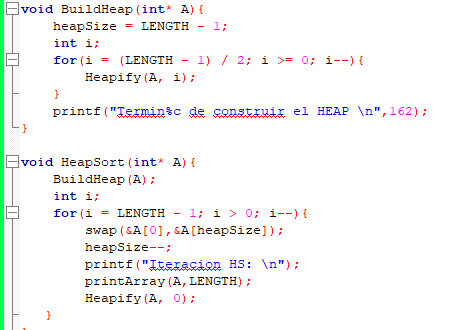 void BuildHeap(int* A){
heapSize = LENGTH - 1;
int i;
for(i = (LENGTH - 1) / 2; i >= 0; i--){
Heapify(A, i);
}
printf("Termin%c de construir el HEAP \n",162);
}
void HeapSort(int* A){
BuildHeap(A);
int i;
for(i = LENGTH - 1; i > 0; i--){
swap(&A[0],&A[heapSize]);
heapSize--;
printf("Iteracion HS: \n");
printArray(A,LENGTH);
Heapify(A, 0);
}
}